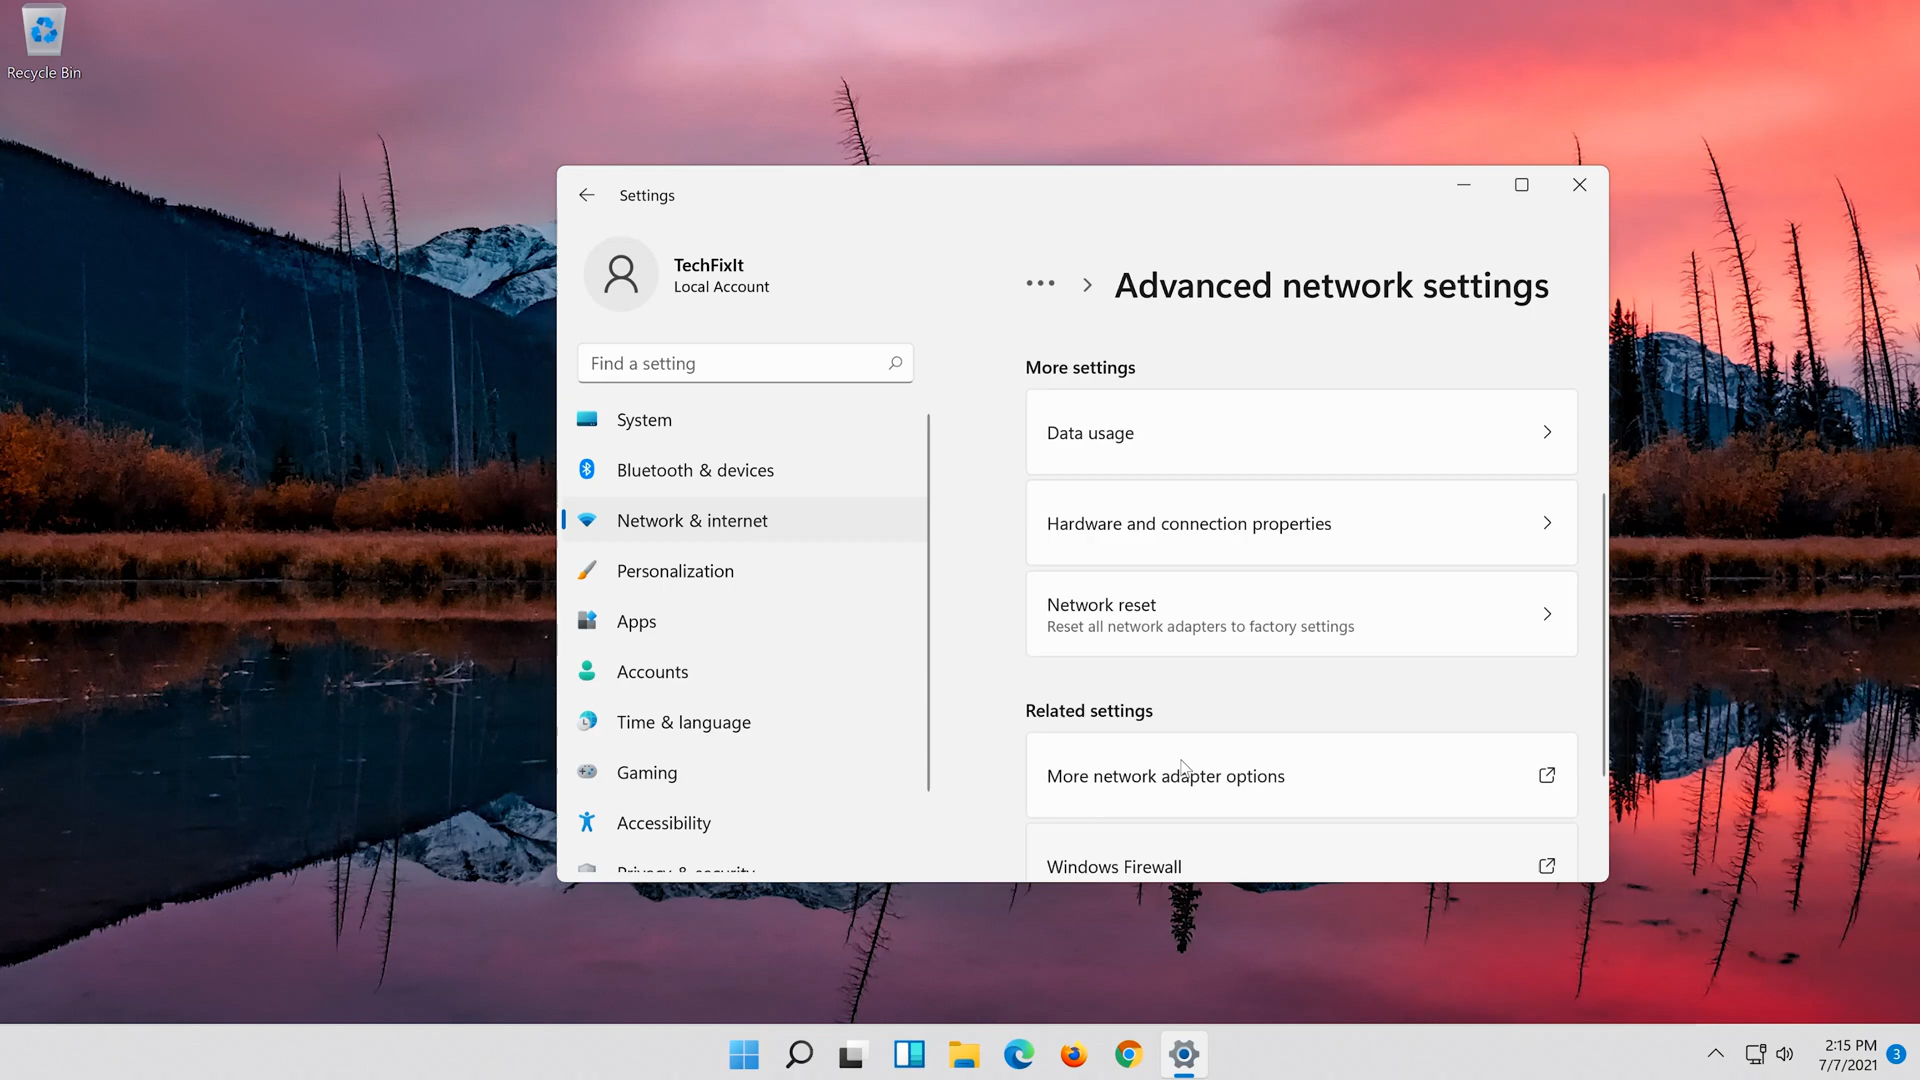 Recycle Bin
Settings
TechFixIt
Local Account
Find a setting
System
Bluetooth & devices
Network & internet
Personalization
Apps
Accounts
Time & language
Gaming
Accessibility
Privacy & security
Advanced network settings
More settings
Data usage
Hardware and connection properties
Network reset
Reset all network adapters to factory settings
Related settings
More network adapter options
Windows Firewall
2:15 PM
7/7/2021
3